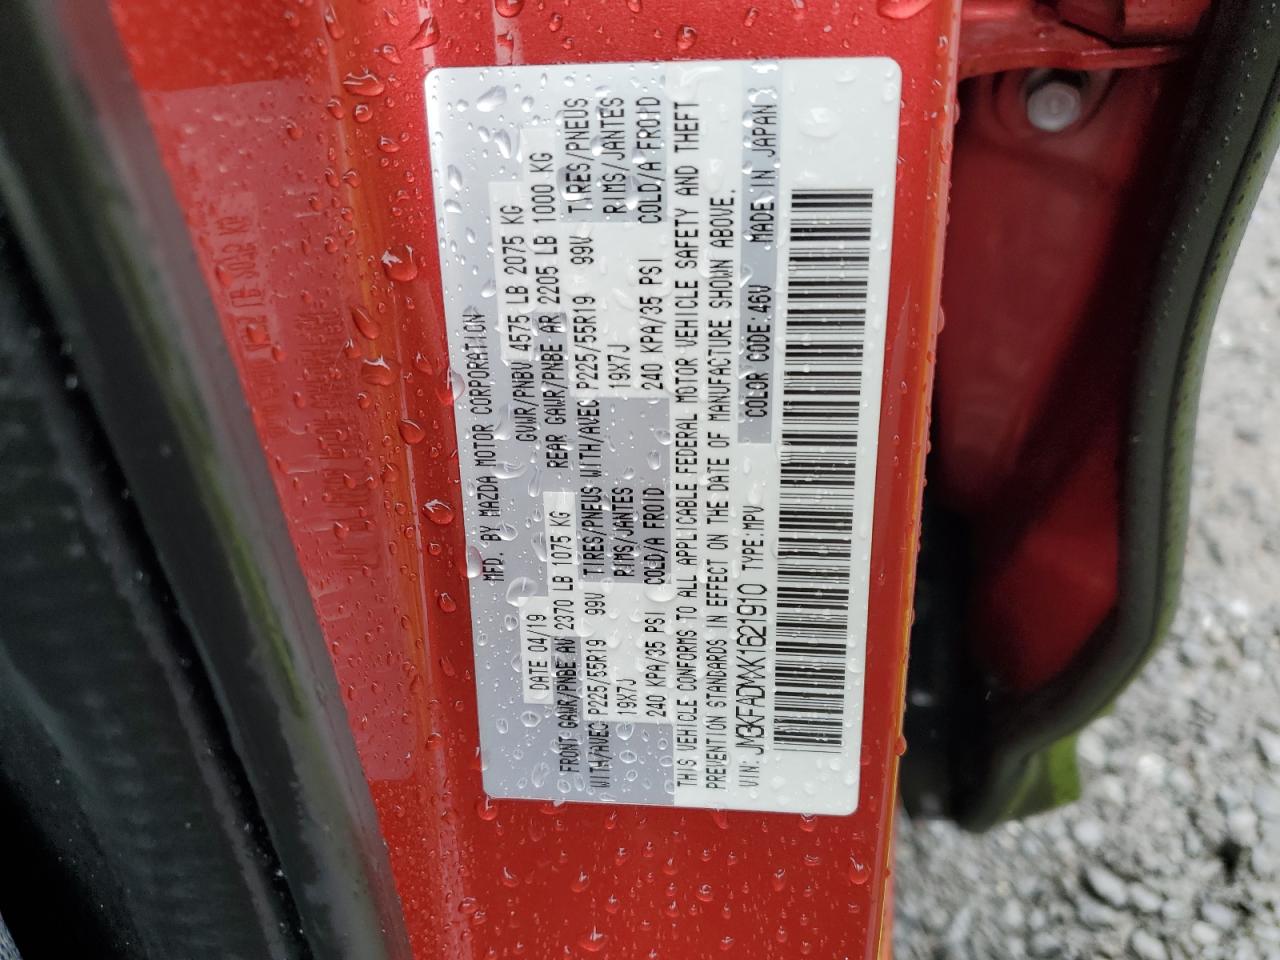 MFD. BY MAZDA MOTOR CORPORATION
DATE 04/19 GVWR/PNBV 4575 LB 2075 KG
FRONT GAWR/PNBE AV 2370 LB 1075 KG REAR GAWR/PNBE AR 2205 LB 1000 KG
WITH/AVEC P225/55R19 99V TIRES/PNEUS WITH/AVEC P225/55R19 99V TIRES/PNEUS
19X7J RIMS/JANTES 19X7J RIMS/JANTES
240 KPA/35 PSI COLD/A FROID 240 KPA/35 PSI COLD/A FROID
THIS VEHICLE CONFORMS TO ALL APPLICABLE FEDERAL MOTOR VEHICLE SAFETY AND THEFT
PREVENTION STANDARDS IN EFFECT ON THE DATE OF MANUFACTURE SHOWN ABOVE.
VIN: JM3KFADMXK1621910 TYPE:MPV COLOR CODE:46V MADE IN JAPAN